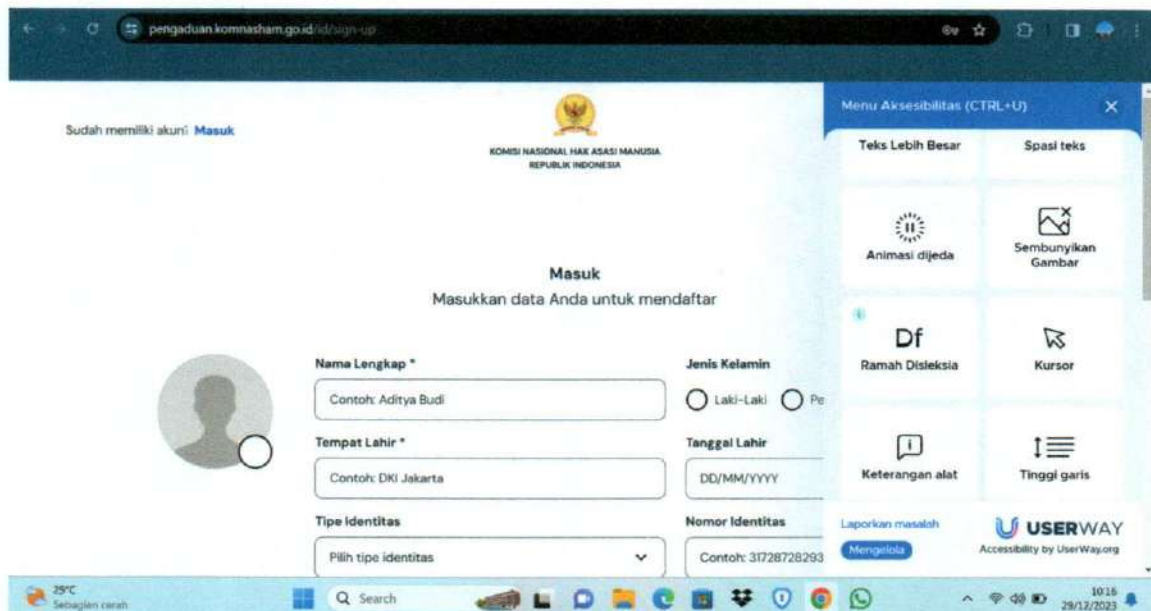 pengaduan.komnasham.go.id/id/sign-up
Sudah memiliki akun? Masuk
KOMISI NASIONAL HAK ASASI MANUSIA
REPUBLIK INDONESIA
Masuk
Masukkan data Anda untuk mendaftar
Nama Lengkap *
Contoh: Aditya Budi
Jenis Kelamin
Laki-Laki Pe
Tempat Lahir *
Contoh: DKI Jakarta
Tanggal Lahir
DD/MM/YYYY
Tipe Identitas
Pilih tipe identitas
Nomor Identitas
Contoh: 31728728293
Menu Aksesibilitas (CTRL+U)
Teks Lebih Besar
Spasi teks
Animasi dijeda
Sembunyikan
Gambar
Df
Ramah Disleksia
Kursor
Keterangan alat
Tinggi garis
Laporkan masalah
Mengelola
USERWAY
Accessibility by UserWay.org
29°C
Sebagian cerah
Search
10:16
29/12/2023